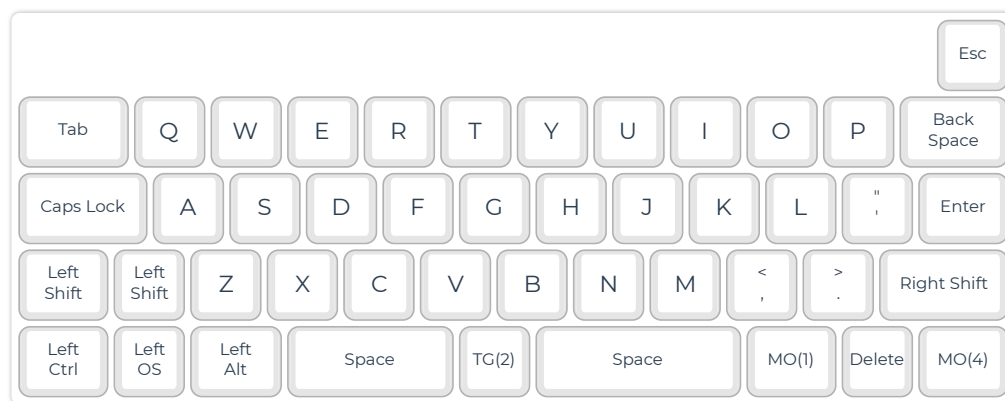 Esc
Tab Q W E R T Y U I O P Back Space
Caps Lock A S D F G H J K L " ' Enter
Left Shift Left Shift Z X C V B N M < , > . Right Shift
Left Ctrl Left OS Left Alt Space TG(2) Space MO(1) Delete MO(4)